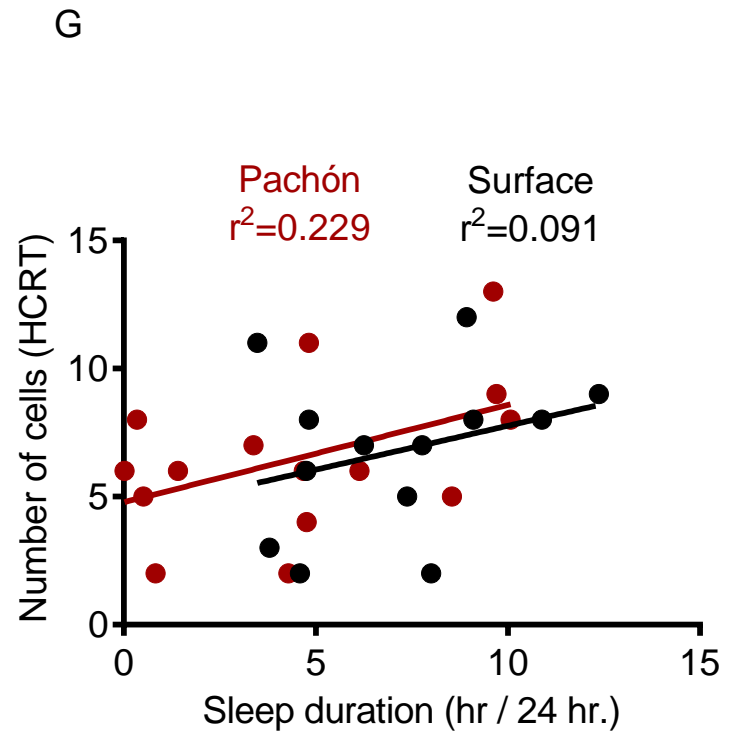 G
Pachón
r²=0.229
Surface
r²=0.091
Number of cells (HCRT)
15
10
5
0
0 5 10 15
Sleep duration (hr / 24 hr.)